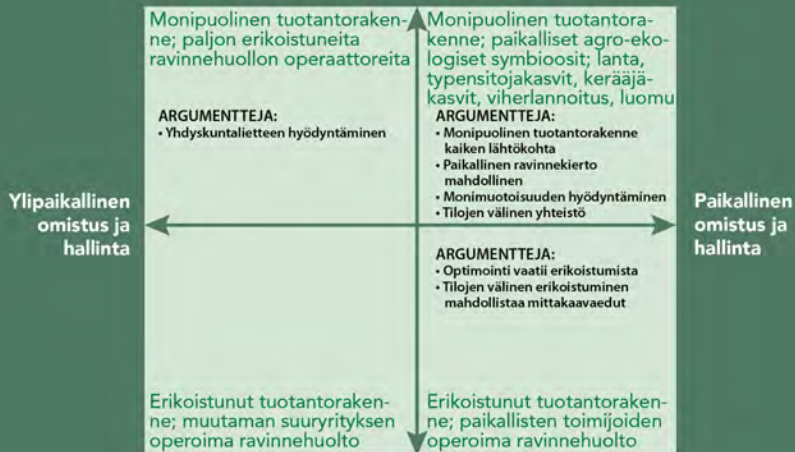 Monipuolinen tuotantoraken-
ne; paljon erikoistuneita
ravinnehuollon operaattoreita
ARGUMENTTEJA:
• Yhdyskuntalietteen hyödyntäminen
Monipuolinen tuotantora-
kenne; paikalliset agro-eko-
logiset symbioosit; lanta,
typensitojakasvit, kerääjä-
kasvit, viherlannoitus, luomu
ARGUMENTTEJA:
• Monipuolinen tuotantorakenne
kaiken lähtökohta
• Paikallinen ravinnekierto
mahdollinen
• Monimuotoisuuden hyödyntäminen
• Tilojen välinen yhteistö
Ylipaikallinen
omistus ja
hallinta
Paikallinen
omistus ja
hallinta
ARGUMENTTEJA:
• Optimointi vaatii erikoistumista
• Tilojen välinen erikoistuminen
mahdollistaa mittakaavaedut
Erikoistunut tuotantoraken-
ne; muutaman suuryrityksen
operoima ravinnehuolto
Erikoistunut tuotantoraken-
ne; paikallisten toimijoiden
operoima ravinnehuolto